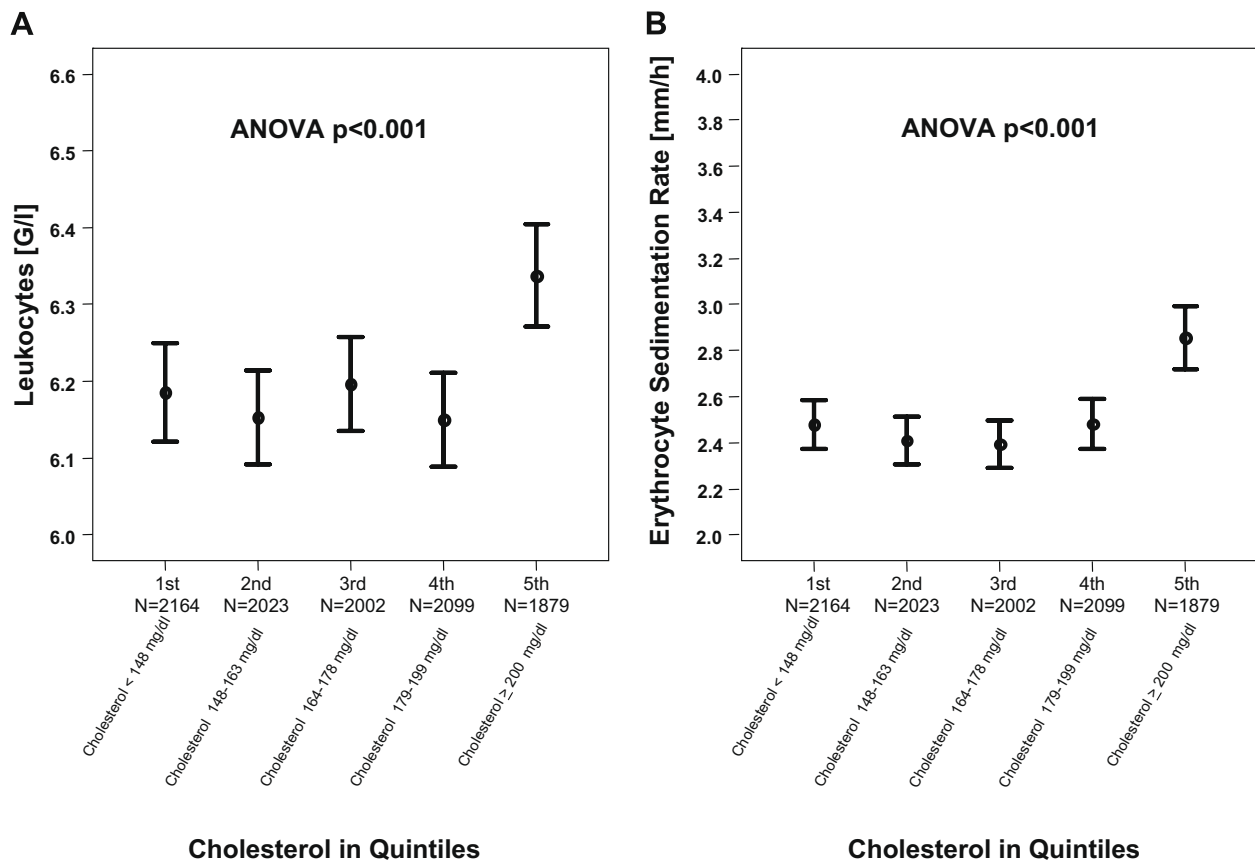 A
Leukocytes [G/l]
6.6
6.5
6.4
6.3
6.2
6.1
6.0
ANOVA p<0.001
1st
N=2164
Cholesterol < 148 mg/dl
2nd
N=2023
Cholesterol 148-163 mg/dl
3rd
N=2002
Cholesterol 164-178 mg/dl
4th
N=2099
Cholesterol 179-199 mg/dl
5th
N=1879
Cholesterol ≥ 200 mg/dl
Cholesterol in Quintiles
B
Erythrocyte Sedimentation Rate [mm/h]
4.0
3.8
3.6
3.4
3.2
3.0
2.8
2.6
2.4
2.2
2.0
ANOVA p<0.001
1st
N=2164
Cholesterol < 148 mg/dl
2nd
N=2023
Cholesterol 148-163 mg/dl
3rd
N=2002
Cholesterol 164-178 mg/dl
4th
N=2099
Cholesterol 179-199 mg/dl
5th
N=1879
Cholesterol ≥ 200 mg/dl
Cholesterol in Quintiles